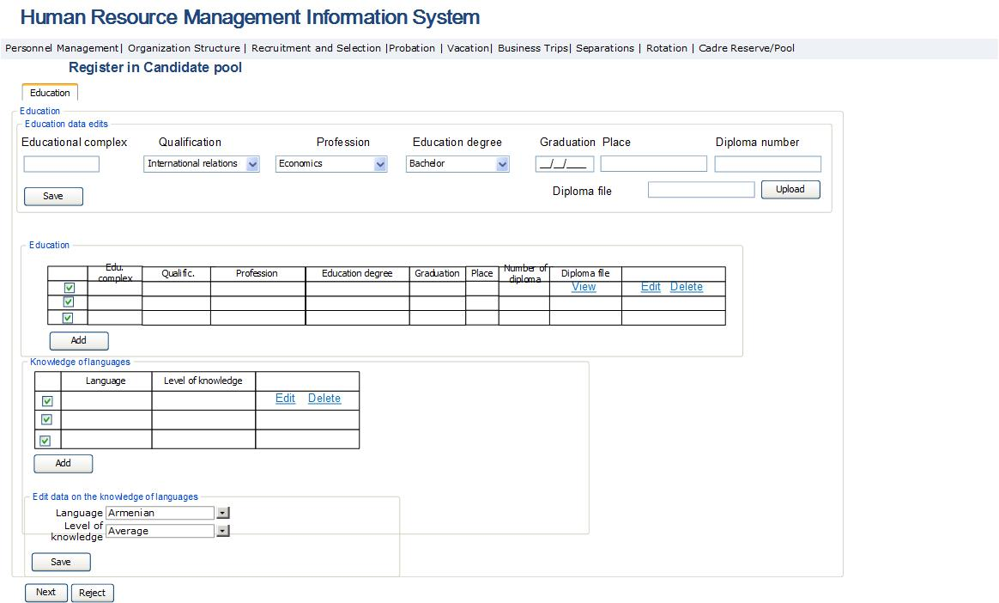 Human Resource Management Information System
Personnel Management| Organization Structure | Recruitment and Selection |Probation | Vacation| Business Trips| Separations | Rotation | Cadre Reserve/Pool
Register in Candidate pool
Education
Education
Education data edits
Educational complex Qualification Profession Education degree Graduation Place Diploma number
International relations Economics Bachelor __/__/____
Save Diploma file Upload
Education
Edu. complex Qualific. Profession Education degree Graduation Place Number of diploma Diploma file
View Edit Delete
Add
Knowledge of languages
Language Level of knowledge
Edit Delete
Add
Edit data on the knowledge of languages
Language Armenian
Level of knowledge Average
Save
Next Reject